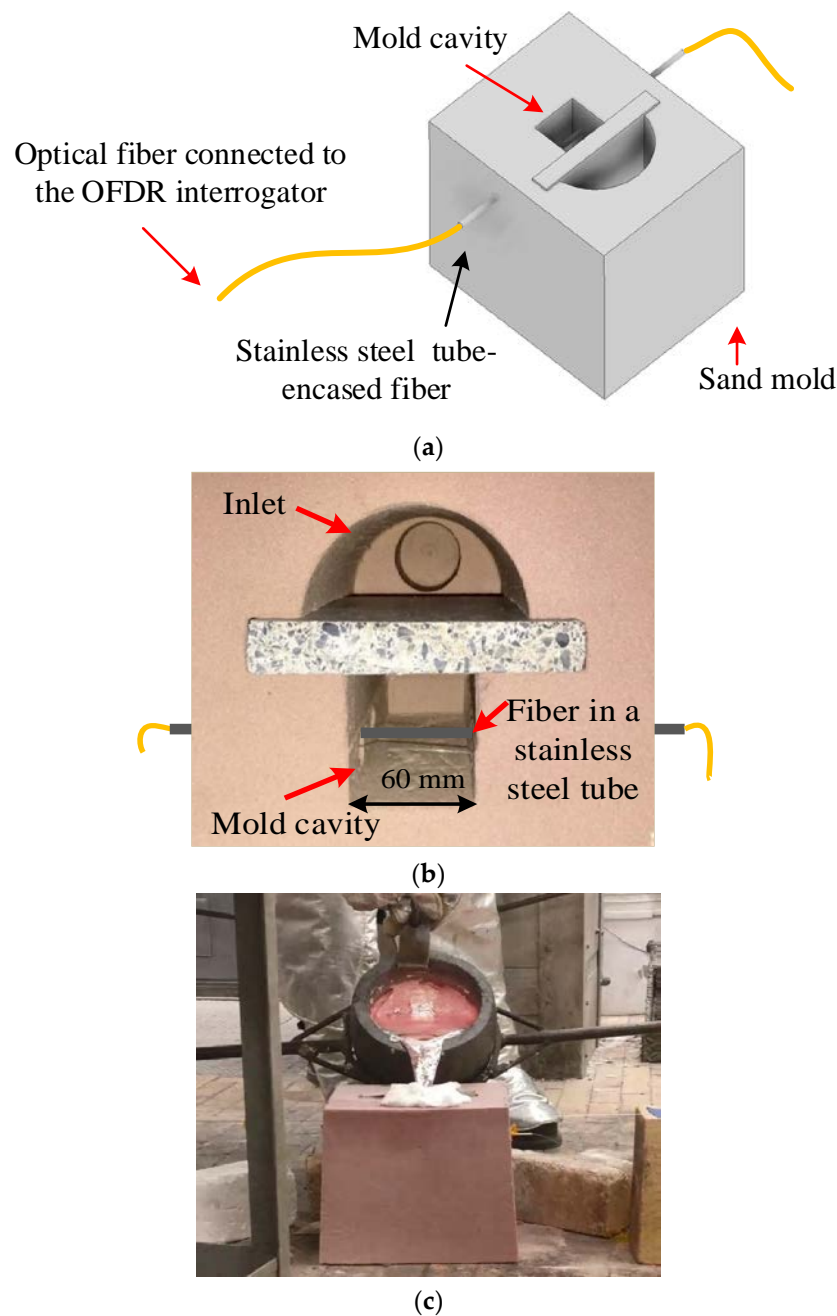 Mold cavity
Optical fiber connected to
the OFDR interrogator
Stainless steel tube-
encased fiber
Sand mold
(a)
Inlet
Fiber in a
stainless
steel tube
60 mm
Mold cavity
(b)
(c)